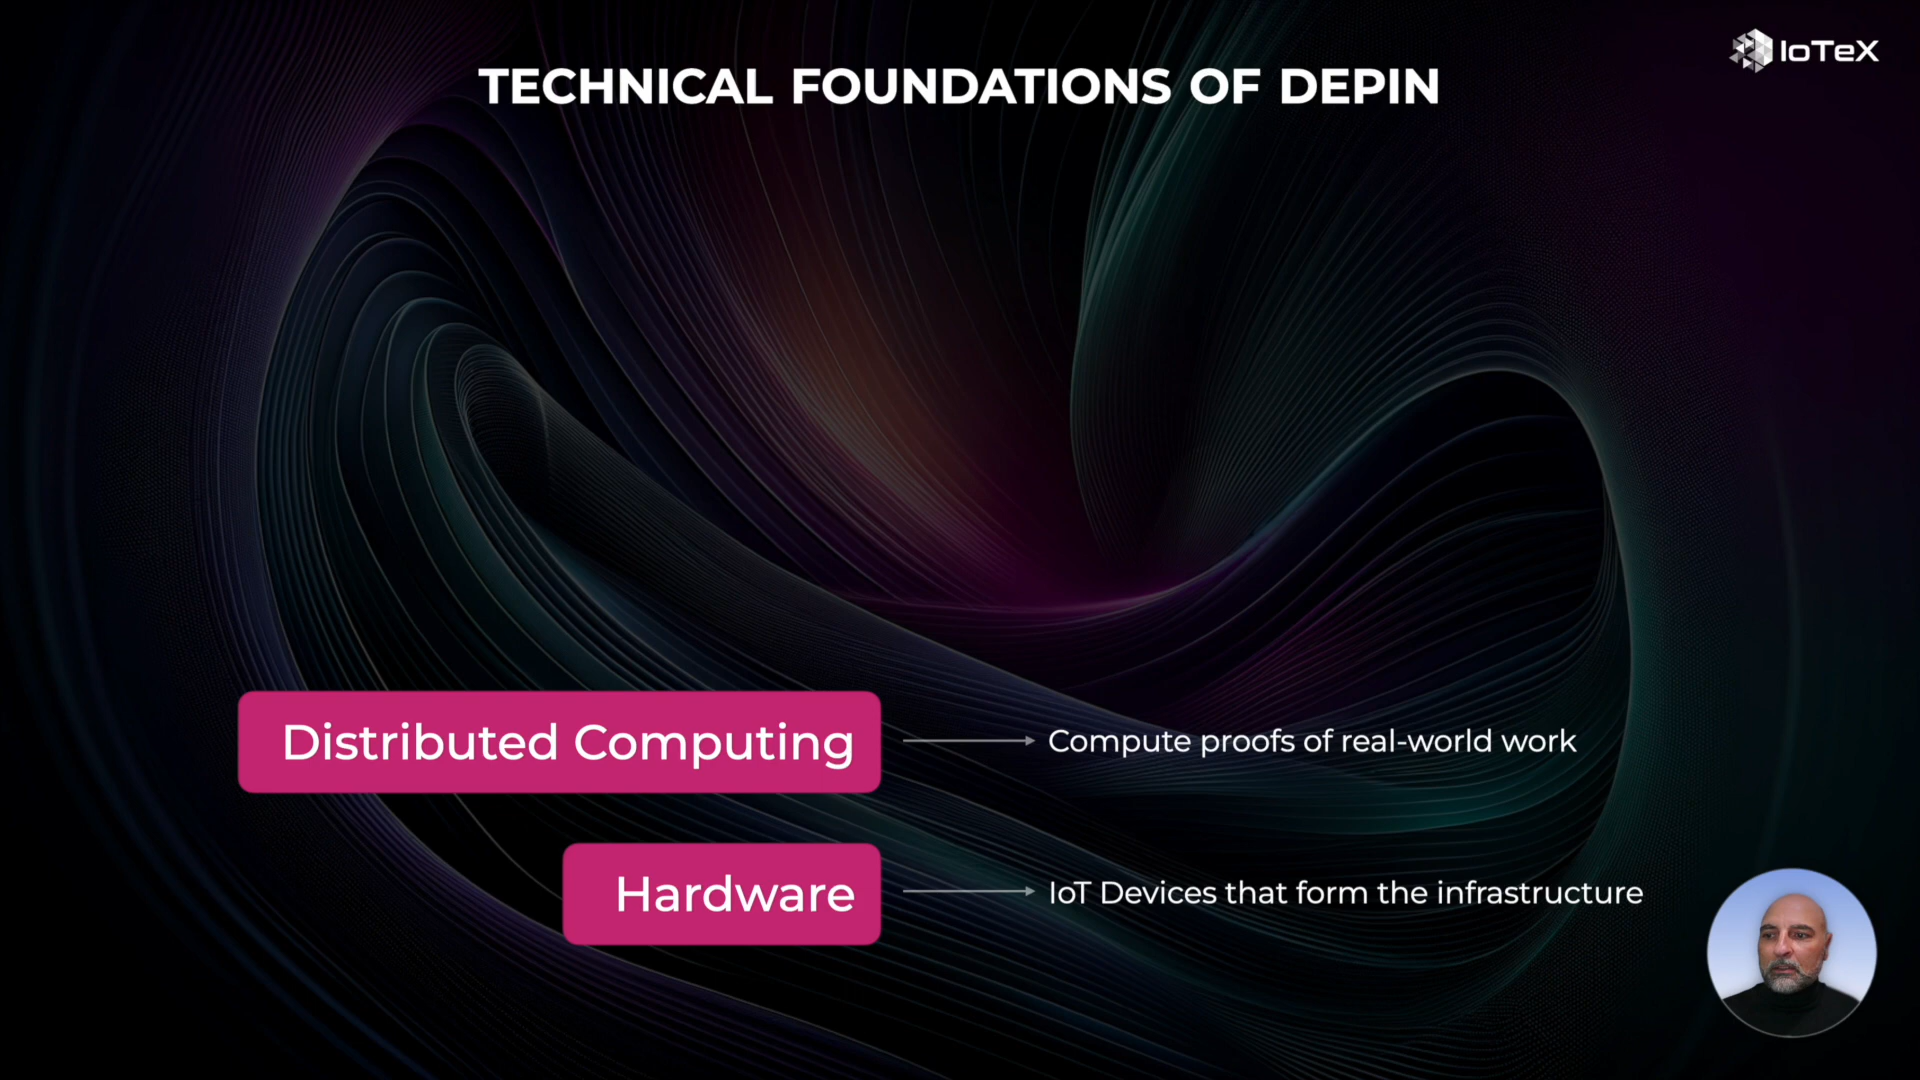 IoTeX
TECHNICAL FOUNDATIONS OF DEPIN
Distributed Computing
Compute proofs of real-world work
Hardware
IoT Devices that form the infrastructure